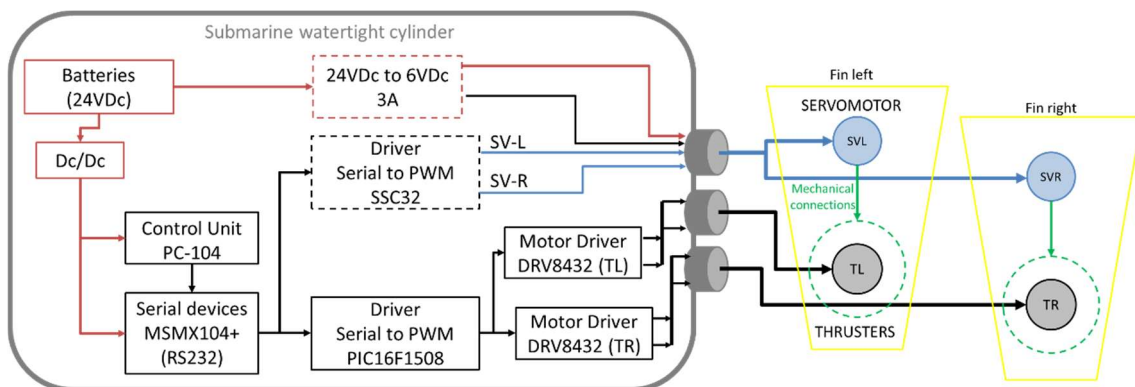 Submarine watertight cylinder
Batteries
(24VDc)
24VDc to 6VDc
3A
Dc/Dc
Driver
Serial to PWM
SSC32
SV-L
SV-R
Control Unit
PC-104
Serial devices
MSMX104+
(RS232)
Driver
Serial to PWM
PIC16F1508
Motor Driver
DRV8432 (TL)
Motor Driver
DRV8432 (TR)
Fin left
SERVOMOTOR
SVL
Mechanical
connections
TL
THRUSTERS
Fin right
SVR
TR